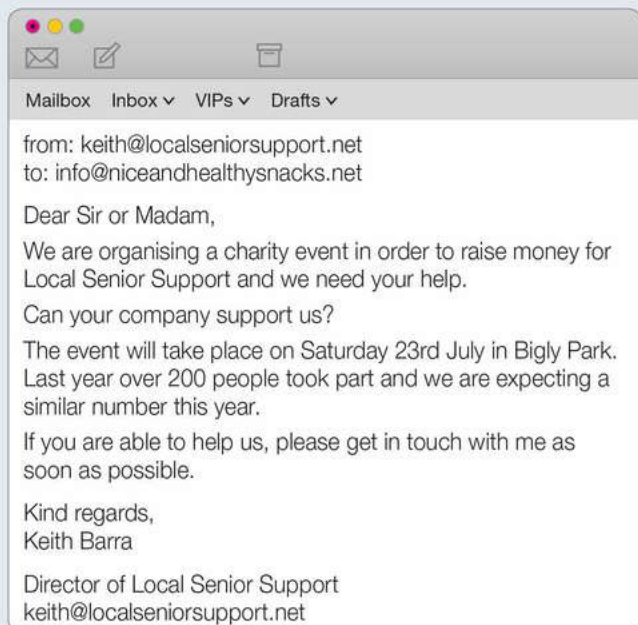 Mailbox Inbox VIPs Drafts
from: keith@localseniorsupport.net
to: info@niceandhealthysnacks.net
Dear Sir or Madam,
We are organising a charity event in order to raise money for
Local Senior Support and we need your help.
Can your company support us?
The event will take place on Saturday 23rd July in Bigly Park.
Last year over 200 people took part and we are expecting a
similar number this year.
If you are able to help us, please get in touch with me as
soon as possible.
Kind regards,
Keith Barra
Director of Local Senior Support
keith@localseniorsupport.net